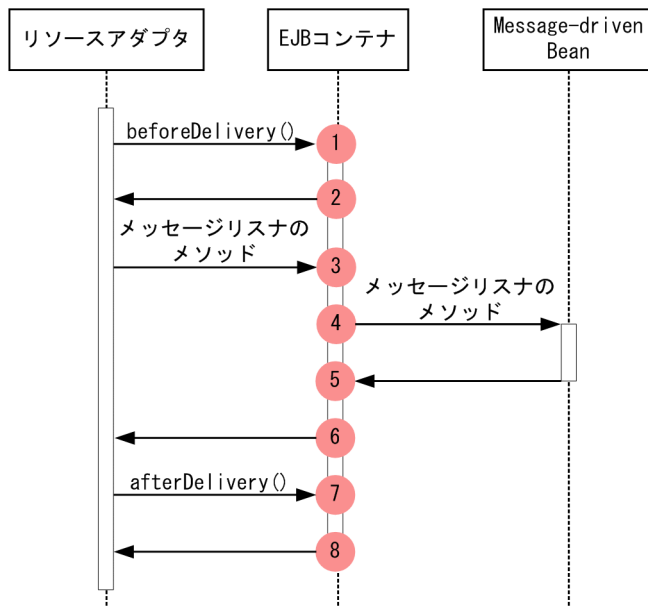 リソースアダプタ
EJBコンテナ
Message-driven
Bean
beforeDelivery()
1
2
メッセージリスナの
メソッド
3
メッセージリスナの
メソッド
4
5
6
afterDelivery()
7
8